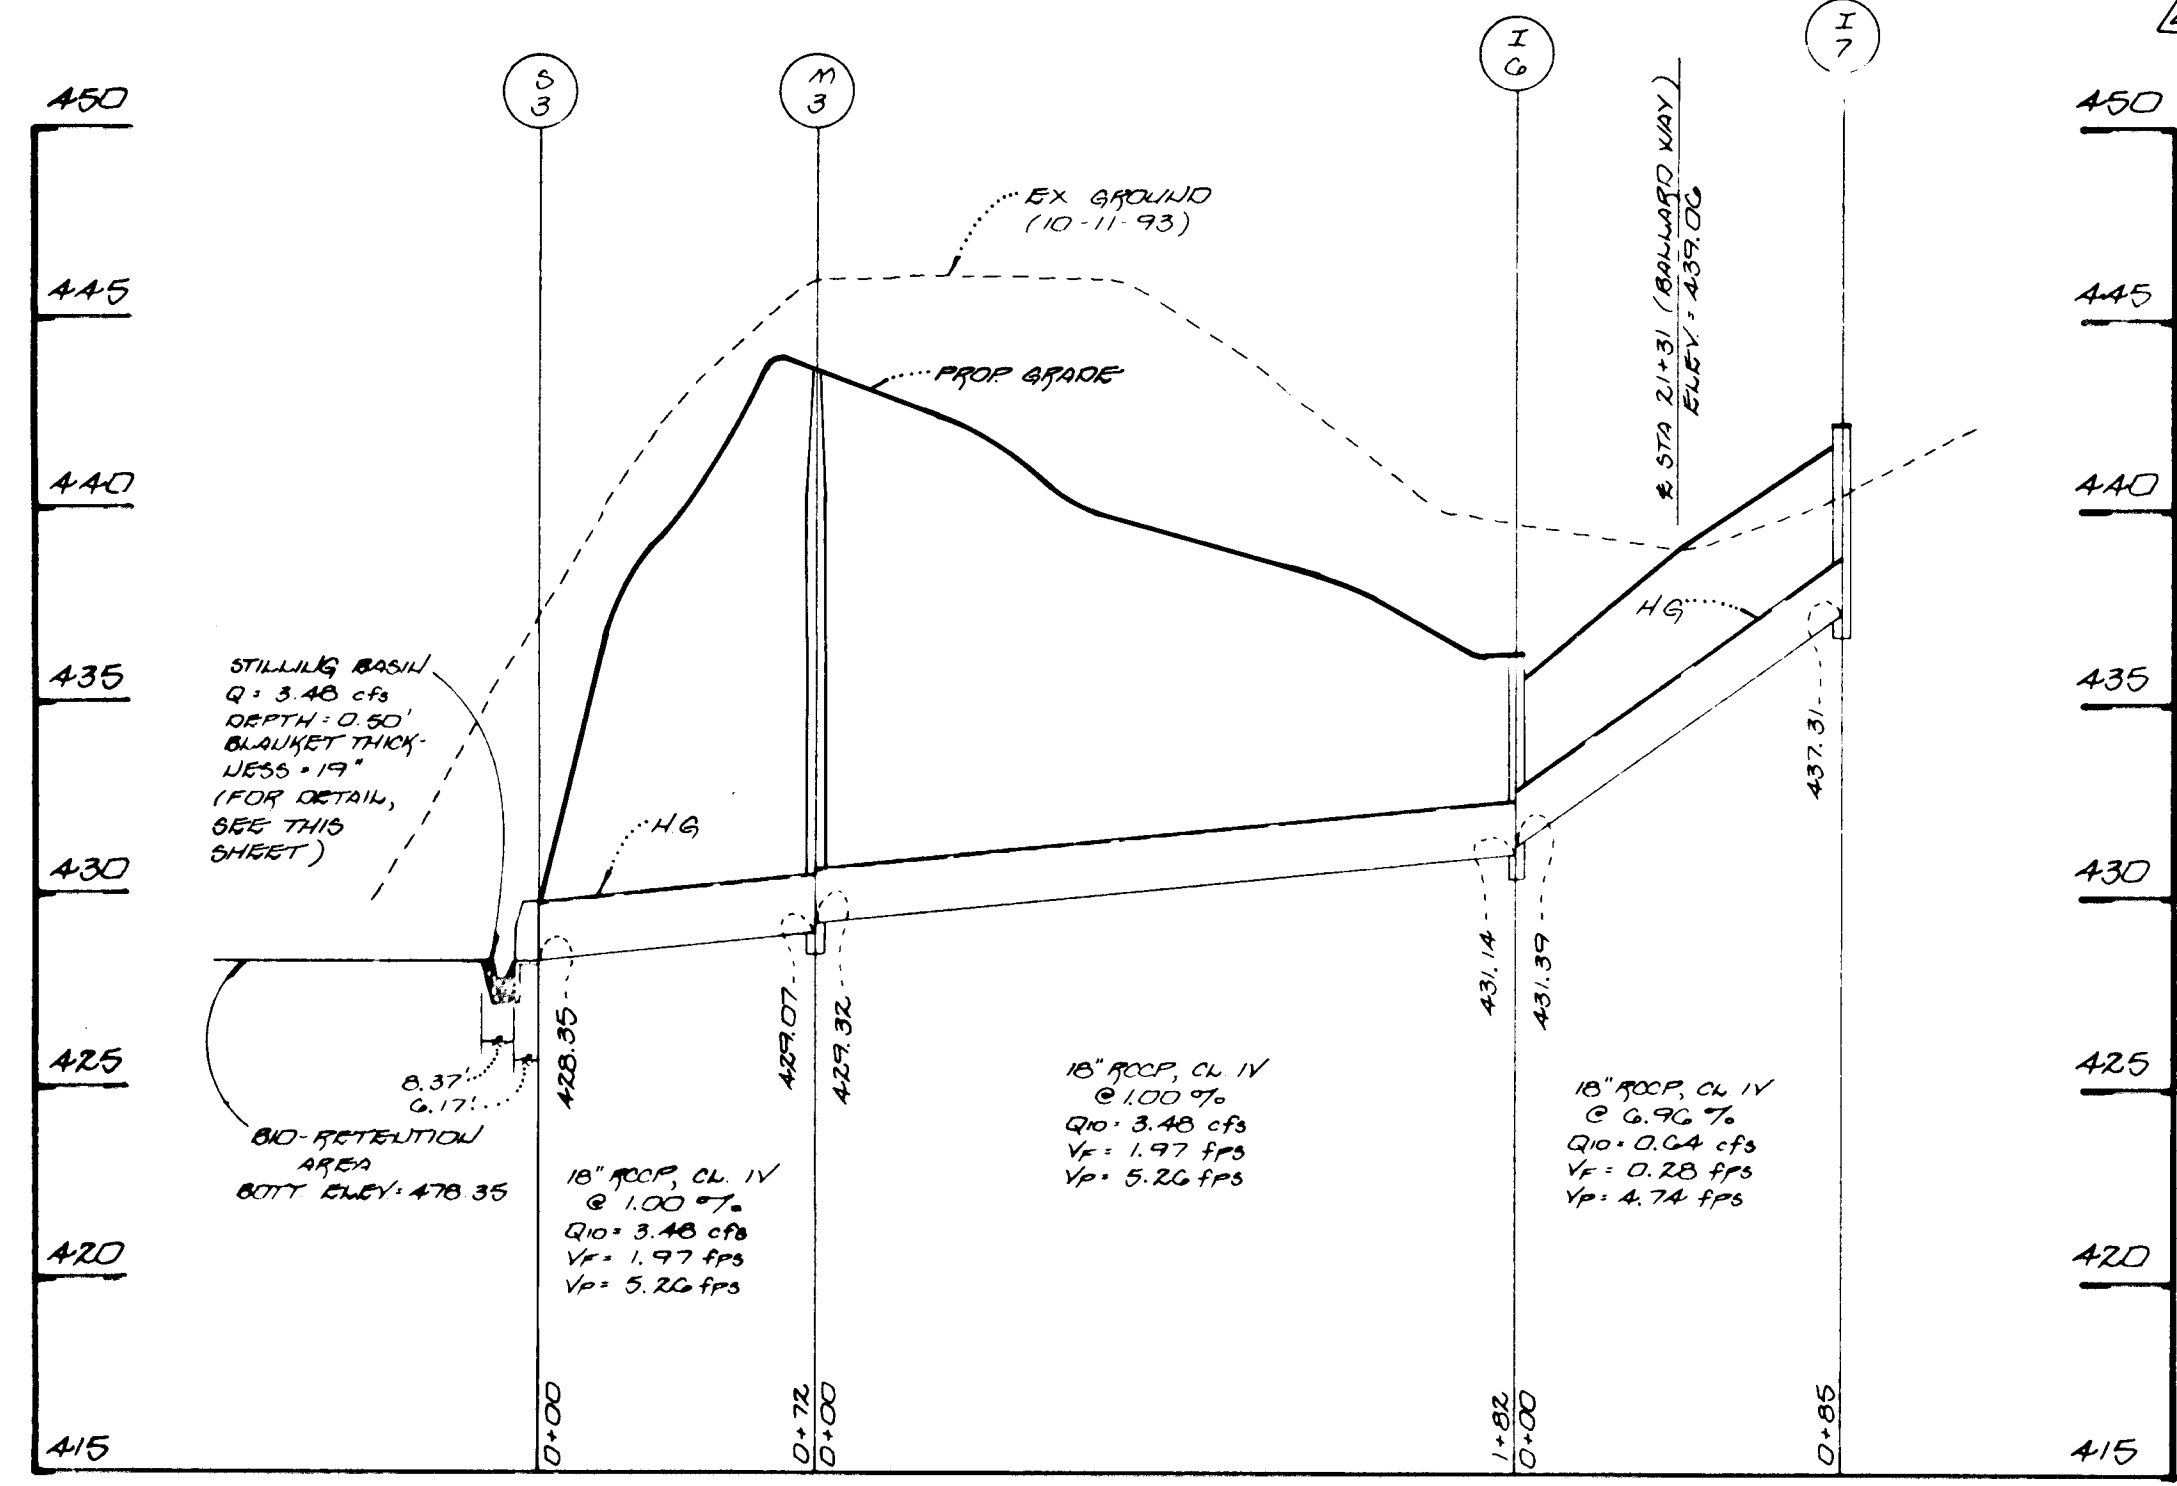 S
3
M
3
I
6
I
7
450
445
440
435
430
425
420
415
450
445
440
435
430
425
420
415
EX GROUND
(10-11-93)
PROP. GRADE
℄ STA 21+31 (BALLARD WAY)
ELEV. = 439.06
HG
HG
STILLING BASIN
Q = 3.48 cfs
DEPTH = 0.50'
BLANKET THICK-
NESS = 19"
(FOR DETAIL,
SEE THIS
SHEET)
8.37'
6.17'
BIO-RETENTION
AREA
BOTT ELEV = 478.35
428.35
429.07
429.32
431.14
431.39
437.31
18" RCCP, CL. IV
@ 1.00 %
Q10 = 3.48 cfs
VF = 1.97 fps
VP = 5.26 fps
18" RCCP, CL. IV
@ 1.00 %
Q10 = 3.48 cfs
VF = 1.97 fps
VP = 5.26 fps
18" RCCP, CL IV
@ 6.96 %
Q10 = 0.64 cfs
VF = 0.28 fps
VP = 4.74 fps
0+00
0+72
0+00
1+82
0+00
0+85